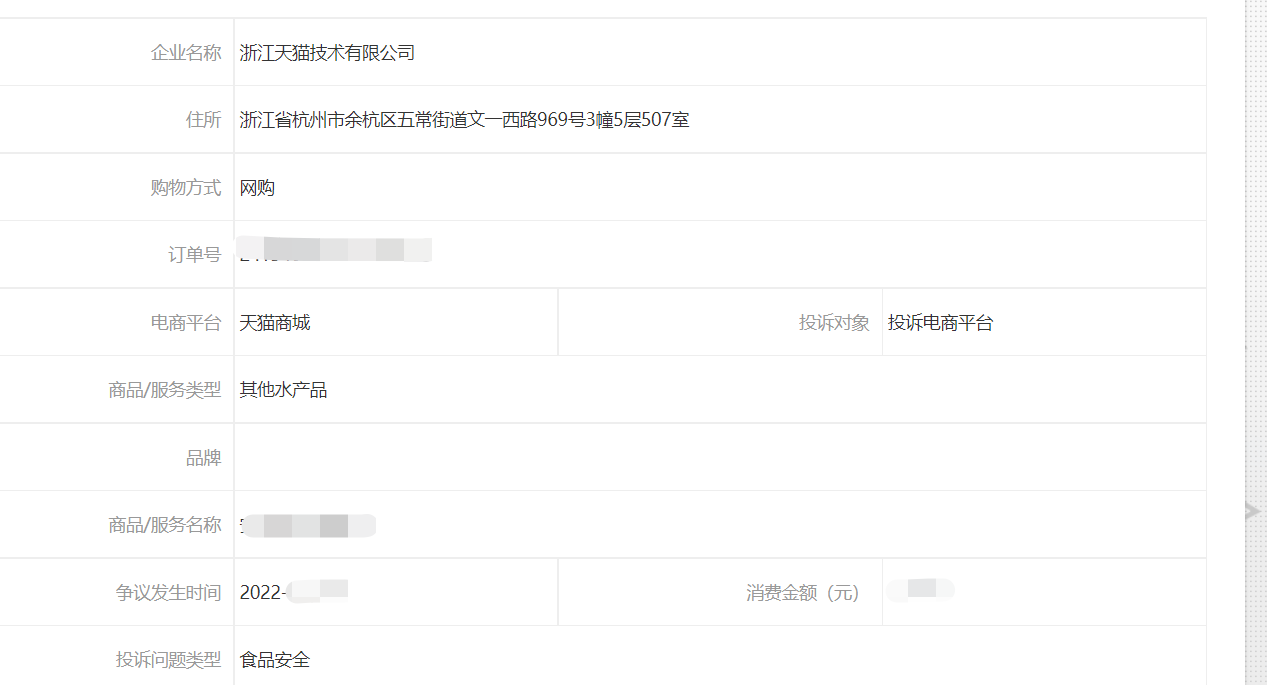 企业名称 浙江天猫技术有限公司
住所 浙江省杭州市余杭区五常街道文一西路969号3幢5层507室
购物方式 网购
订单号
电商平台 天猫商城 投诉对象 投诉电商平台
商品/服务类型 其他水产品
品牌
商品/服务名称
争议发生时间 2022- 消费金额（元）
投诉问题类型 食品安全